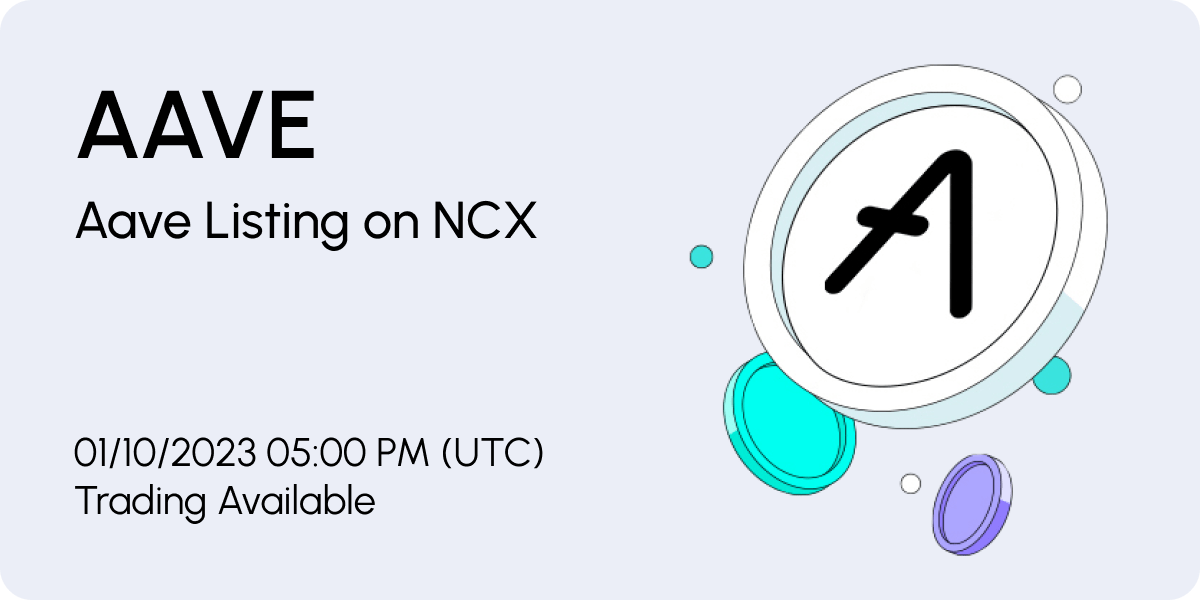 AAVE
Aave Listing on NCX
01/10/2023 05:00 PM (UTC)
Trading Available